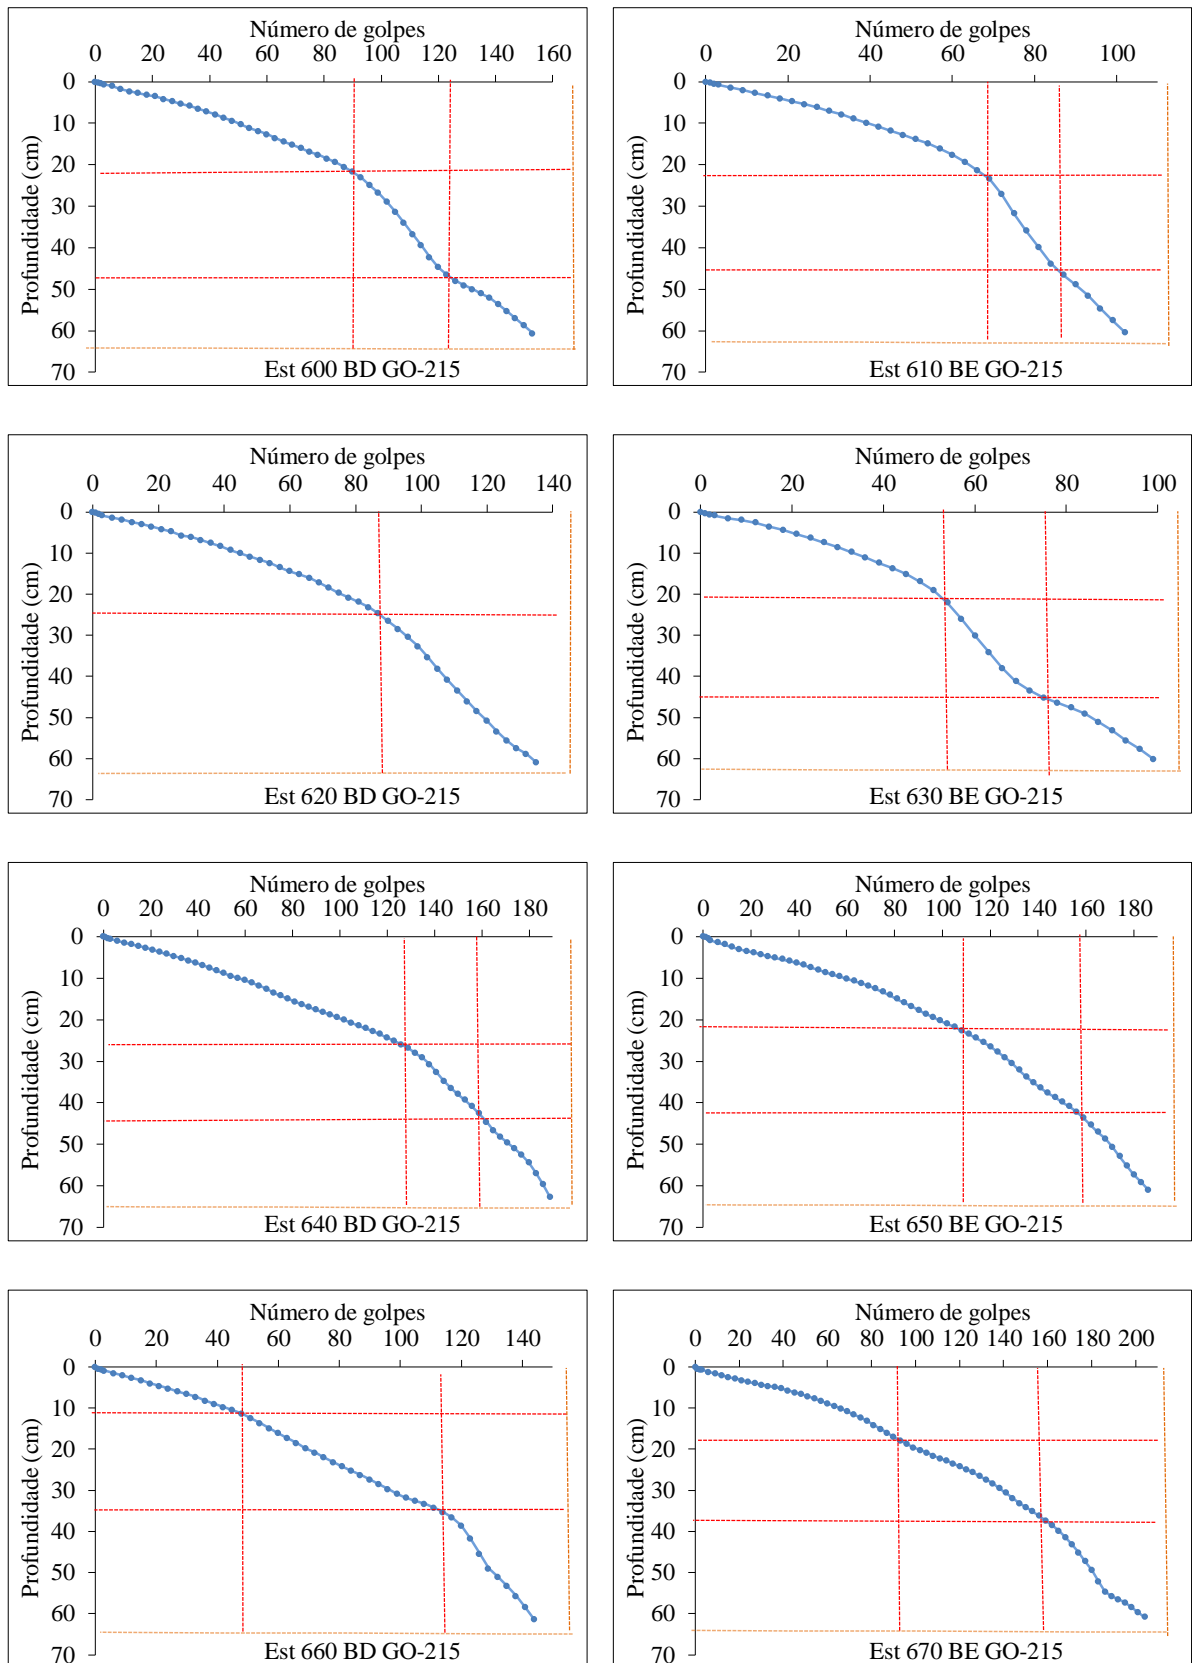 Número de golpes
0 20 40 60 80 100 120 140 160
0
10
20
30
40
50
60
70
Profundidade (cm)
Est 600 BD GO-215
Número de golpes
0 20 40 60 80 100
0
10
20
30
40
50
60
70
Profundidade (cm)
Est 610 BE GO-215
Número de golpes
0 20 40 60 80 100 120 140
0
10
20
30
40
50
60
70
Profundidade (cm)
Est 620 BD GO-215
Número de golpes
0 20 40 60 80 100
0
10
20
30
40
50
60
70
Profundidade (cm)
Est 630 BE GO-215
Número de golpes
0 20 40 60 80 100 120 140 160 180
0
10
20
30
40
50
60
70
Profundidade (cm)
Est 640 BD GO-215
Número de golpes
0 20 40 60 80 100 120 140 160 180
0
10
20
30
40
50
60
70
Profundidade (cm)
Est 650 BE GO-215
Número de golpes
0 20 40 60 80 100 120 140
0
10
20
30
40
50
60
70
Profundidade (cm)
Est 660 BD GO-215
Número de golpes
0 20 40 60 80 100 120 140 160 180 200
0
10
20
30
40
50
60
70
Profundidade (cm)
Est 670 BE GO-215